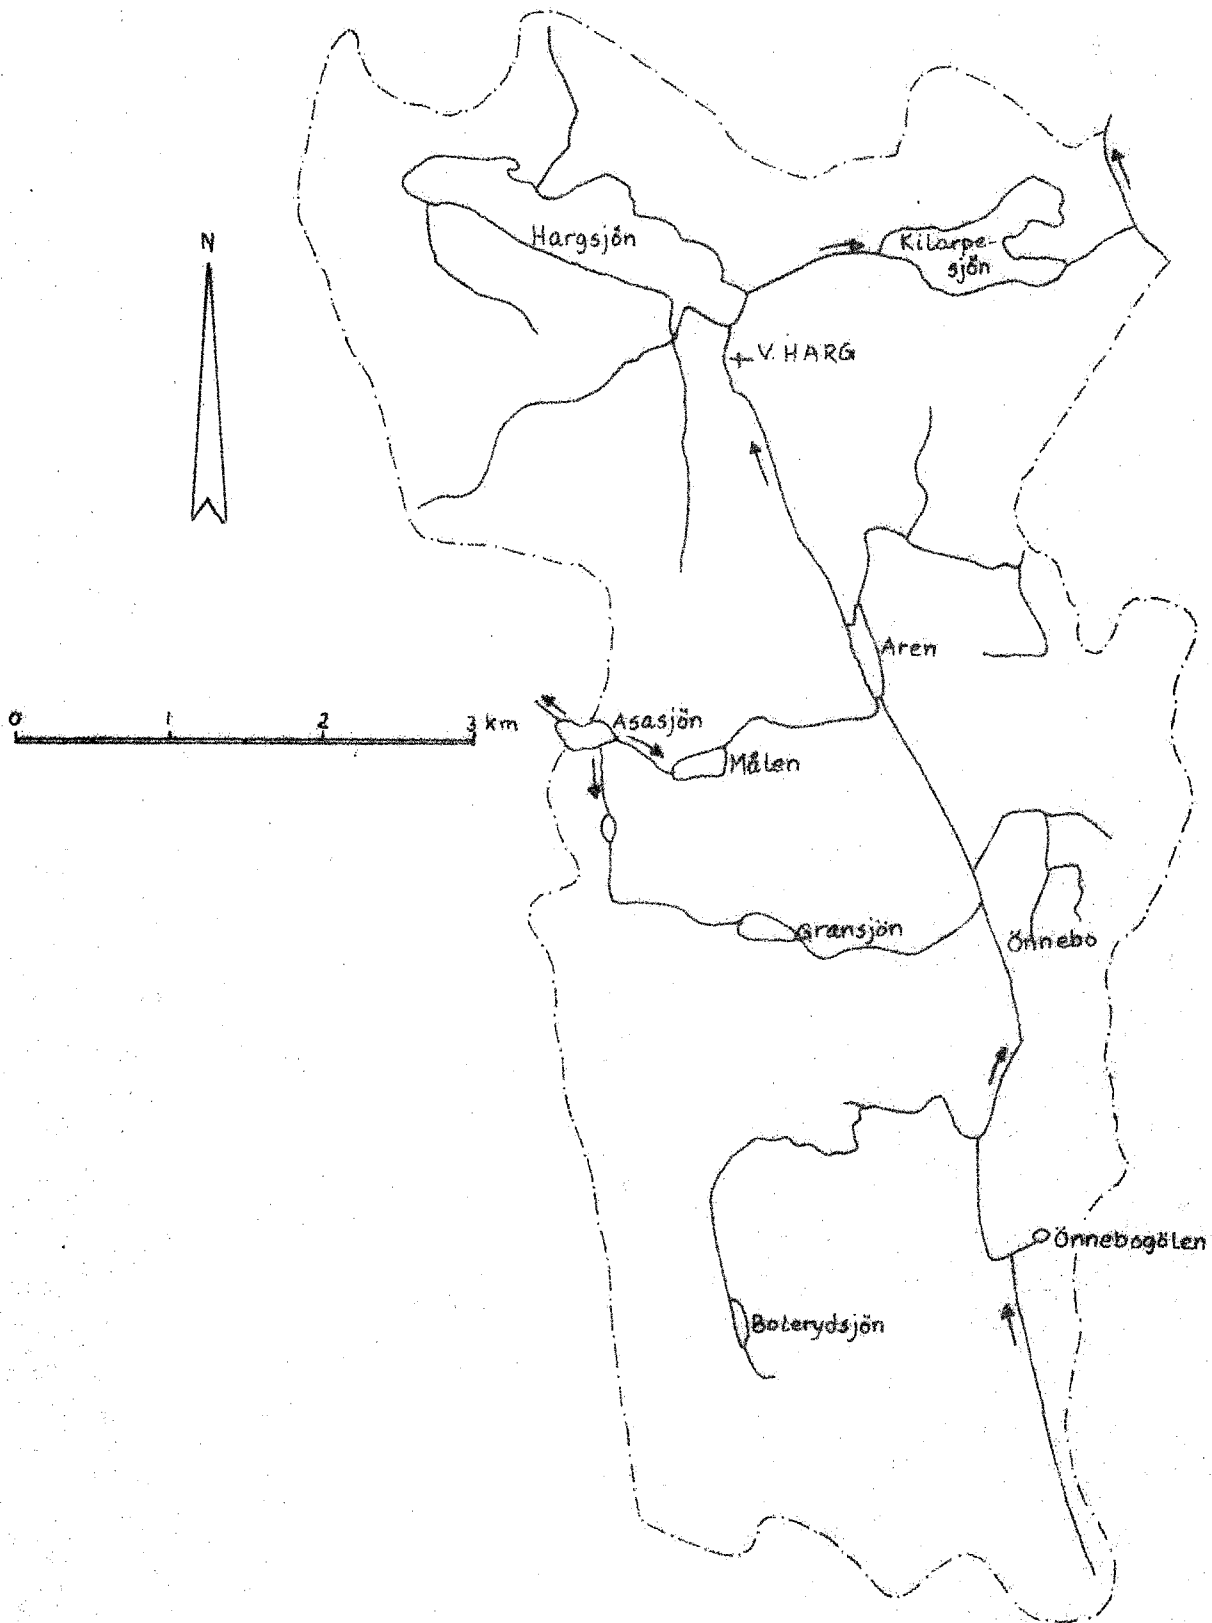 N
Hargsjön
Kilarpe-
sjön
V. HARG
Aren
0 1 2 3 km
Asasjön
Målen
Gransjön
Önnebo
Önnebogölen
Bolerydsjön